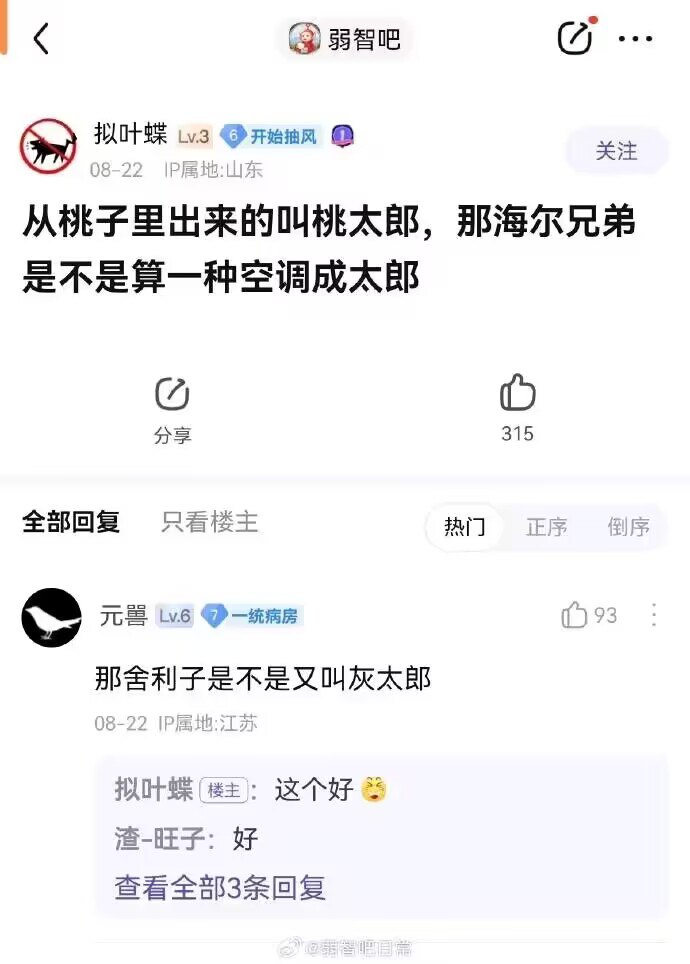 弱智吧
拟叶蝶 Lv.3 6 开始抽风 1
08-22 IP属地:山东
关注
从桃子里出来的叫桃太郎，那海尔兄弟
是不是算一种空调成太郎
分享
315
全部回复 只看楼主
热门 正序 倒序
元噐 Lv.6 7 一统病房
93
那舍利子是不是又叫灰太郎
08-22 IP属地:江苏
拟叶蝶 楼主：这个好
渣-旺子：好
查看全部3条回复
@弱智吧日常